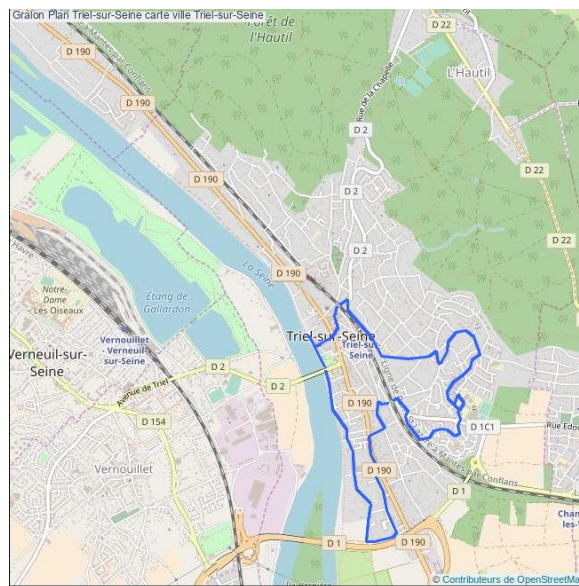 Gralon Plan Triel-sur-Seine carte ville Triel-sur-Seine
Forêt de
l'Hautil
D 22
D 190
L'Hautil
D 190
Rue de la Chapelle
D 2
D 22
D 190
D 2
D 22
D 2
La Seine
D 190
Havre
Étang de
Gallardon
Notre-
Dame
Les Oiseaux
Triel-sur-Seine
Triel-sur-
Seine
Vernouillet
- Verneuil
-sur-Seine
Verneuil-sur-
Seine
D 2
D 2
Avenue de Triel
D 190
D 154
D 1C1
Rue Edou
Vernouillet
D 190
D 1
Chan
les-
D 1
D 190
© Contributeurs de OpenStreetM